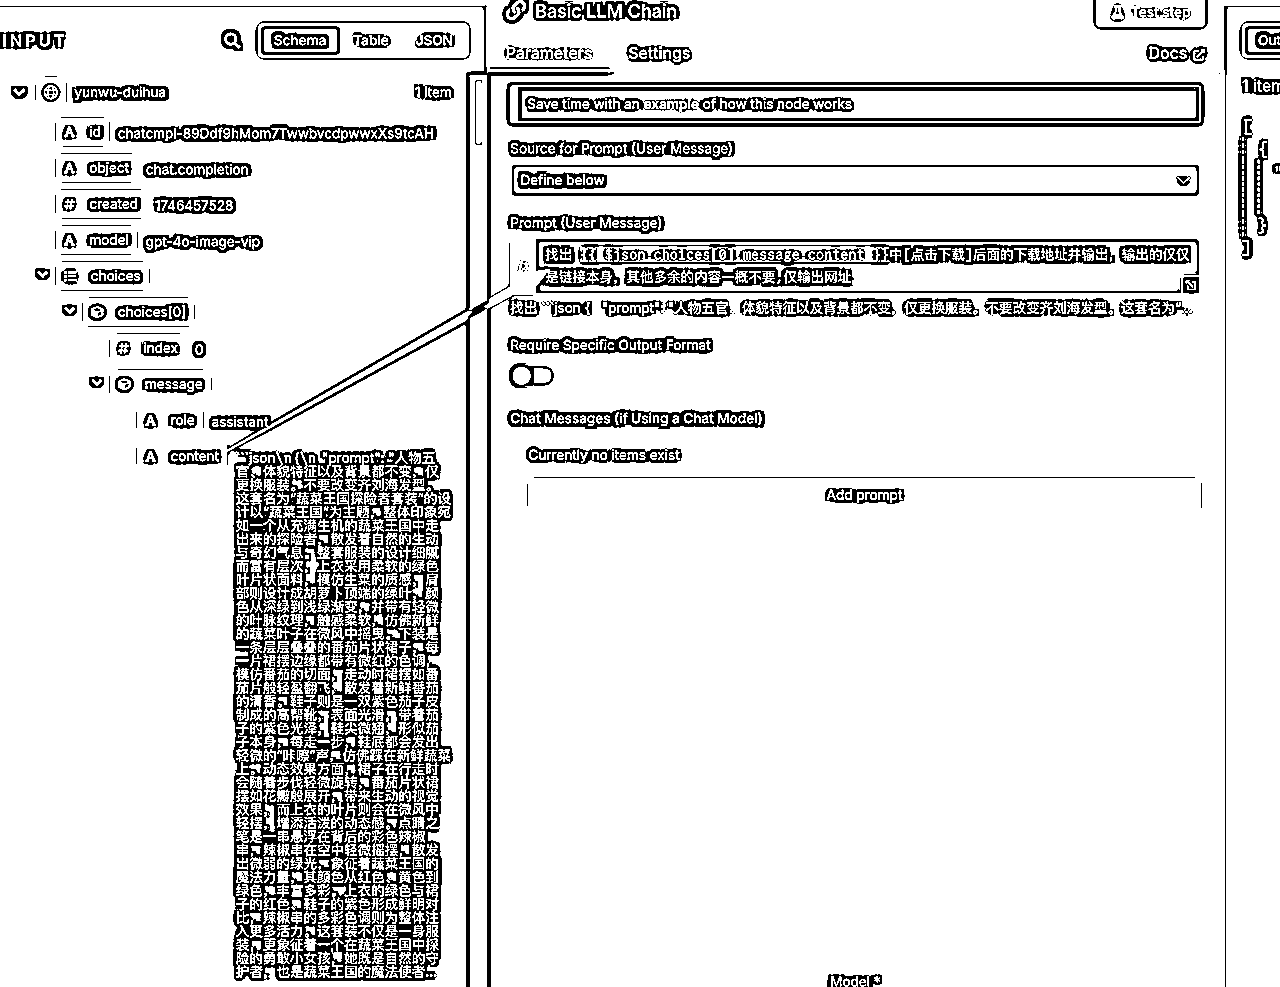 INPUT
Schema
Table
JSON
yunwu-duihua
1 item
id
chatcmpl-89Ddf9hMom7TwwbvcdpwwxXs9tcAH
object
chat.completion
created
1746457528
model
gpt-4o-image-vip
choices
choices[0]
index
0
message
role
assistant
content
```json\n{\n "prompt": "人物五
官、体貌特征以及背景都不变、仅
更换服装、不要改变齐刘海发型。
这套名为“蔬菜王国探险者套装”的设
计以“蔬菜王国”为主题，整体印象宛
如一个从充满生机的蔬菜王国中走
出来的探险者，散发着自然的生动
与奇幻气息。整套服装的设计细腻
而富有层次，上衣采用柔软的绿色
叶片状面料，模仿生菜的质感，肩
部则设计成胡萝卜顶端的绿叶，颜
色从深绿到浅绿渐变，并带有轻微
的叶脉纹理，触感柔软，仿佛新鲜
的蔬菜叶子在微风中摇曳。下装是
一条层层叠叠的番茄片状裙子，每
一片裙摆边缘都带有微红的色调，
模仿番茄的切面，走动时裙摆如番
茄片般轻盈翻飞，散发着新鲜番茄
的清香。鞋子则是一双紫色茄子皮
制成的高帮靴，表面光滑，带着茄
子的紫色光泽，鞋尖微翘，形似茄
子本身，每走一步，鞋底都会发出
轻微的“咔嚓”声，仿佛踩在新鲜蔬菜
上。动态效果方面，裙子在行走时
会随着步伐轻微旋转，番茄片状裙
摆如花瓣般展开，带来生动的视觉
效果，而上衣的叶片则会在微风中
轻摆，增添活泼的动态感。点睛之
笔是一串悬浮在背后的彩色辣椒
串，辣椒串在空中轻微摇摆，散发
出微弱的绿光，象征着蔬菜王国的
魔法力量，其颜色从红色、黄色到
绿色，丰富多彩，上衣的绿色与裙
子的红色、鞋子的紫色形成鲜明对
比，辣椒串的多彩色调则为整体注
入更多活力。这套装不仅是一身服
装，更象征着一个在蔬菜王国中探
险的勇敢小女孩，她既是自然的守
护者，也是蔬菜王国的魔法使者...
Basic LLM Chain
Test step
Parameters
Settings
Docs
Save time with an example of how this node works
Source for Prompt (User Message)
Define below
Prompt (User Message)
找出 {{ $json.choices[0].message.content }}中[点击下载]后面的下载地址并输出，输出的仅仅
是链接本身，其他多余的内容一概不要,仅输出网址
找出 ```json { "prompt": "人物五官、体貌特征以及背景都不变、仅更换服装、不要改变齐刘海发型。这套名为“...
Require Specific Output Format
Chat Messages (if Using a Chat Model)
Currently no items exist
Add prompt
Model *
Out
1 item
[
{
}
]